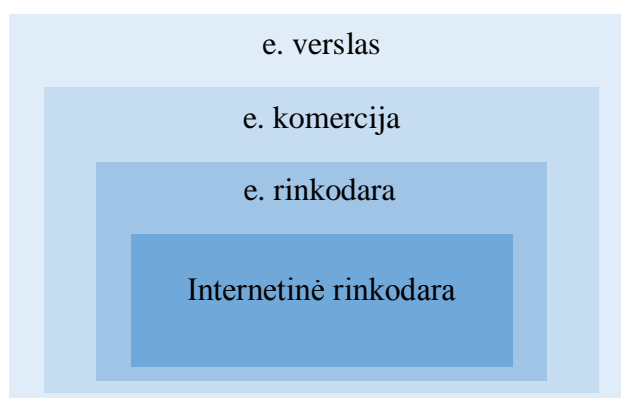 e. verslas
e. komercija
e. rinkodara
Internetinė rinkodara